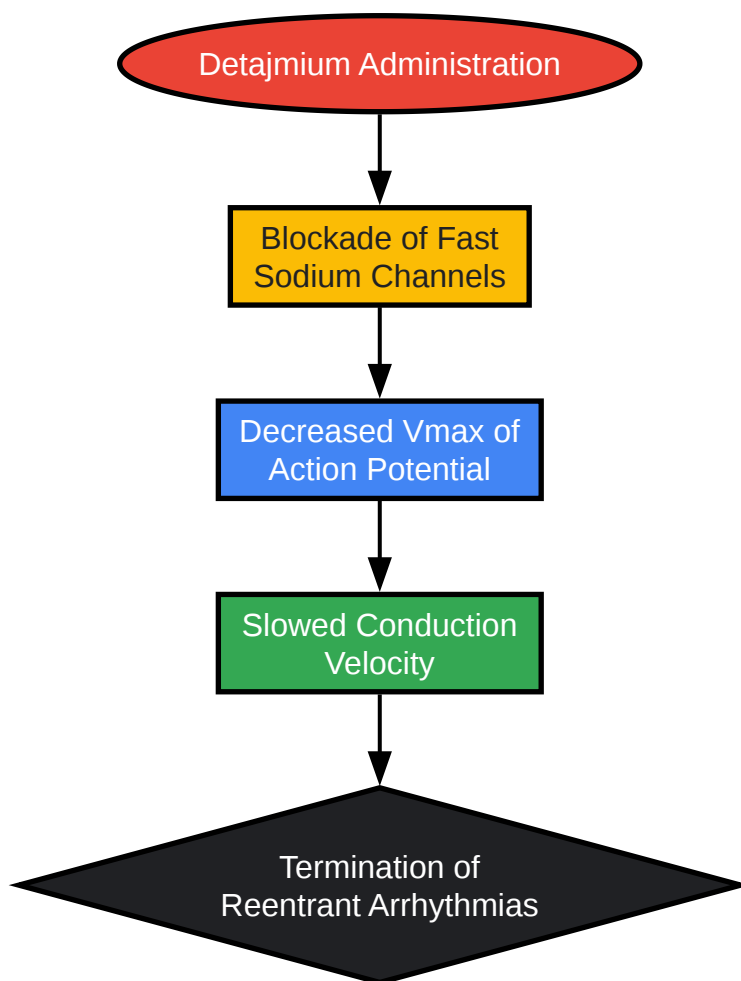 Detajmium Administration
Blockade of Fast
Sodium Channels
Decreased Vmax of
Action Potential
Slowed Conduction
Velocity
Termination of
Reentrant Arrhythmias